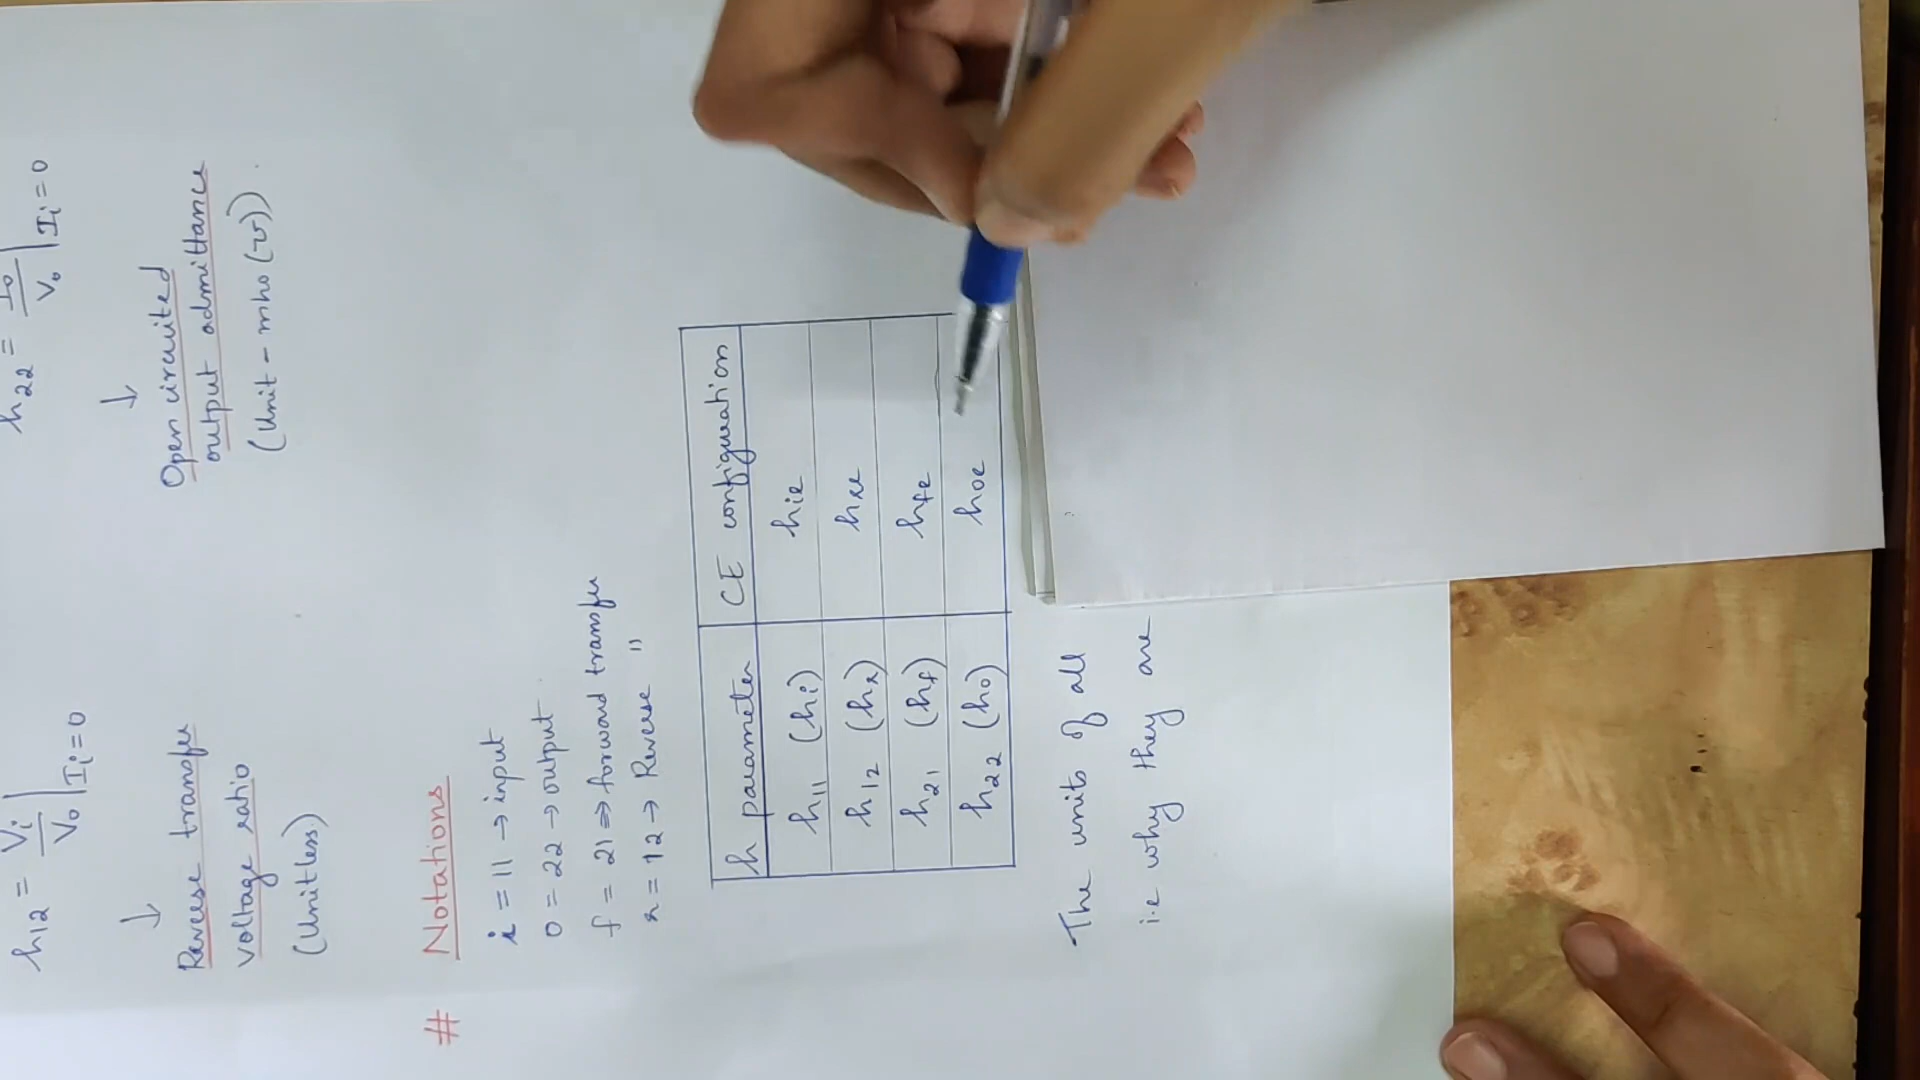 h12 = Vi/Vo | Ii=0
h22 = Io/Vo | Ii=0
↓
↓
Reverse transfer
voltage ratio
(Unitless)
Open circuited
output admittance
(Unit - mho (℧)).
# Notations
i = 11 → input
o = 22 → output
f = 21 ⇒ forward transfer
r = 12 → Reverse "
h parameter CE configuration
h11 (hi) hie
h12 (hr) hre
h21 (hf) hfe
h22 (ho) hoe
The units of all
i.e why they are